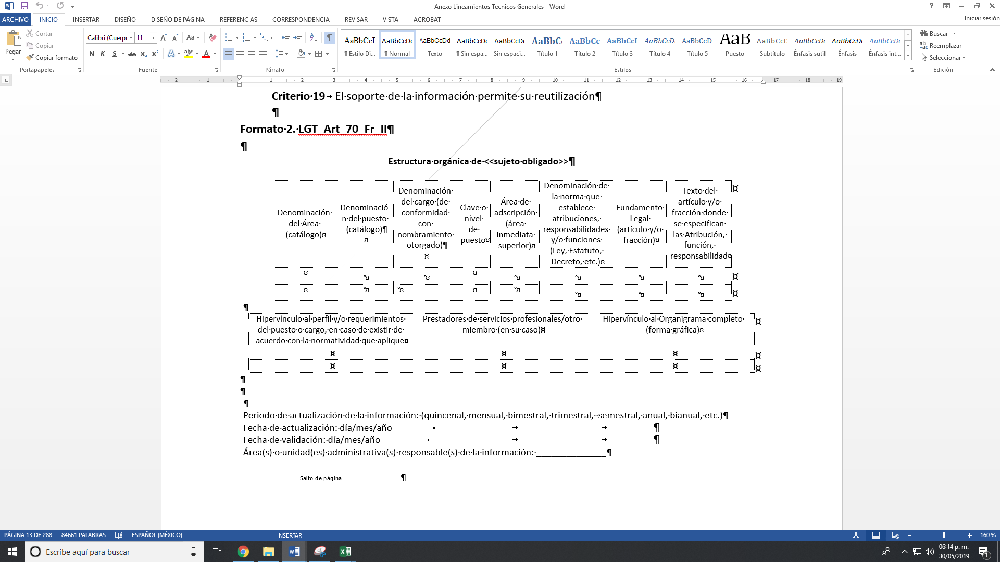 Anexo Lineamientos Tecnicos Generales - Word
?
ARCHIVO INICIO INSERTAR DISEÑO DISEÑO DE PÁGINA REFERENCIAS CORRESPONDENCIA REVISAR VISTA ACROBAT
Iniciar sesión
Pegar
Cortar
Copiar
Copiar formato
Portapapeles
Calibri (Cuerpo 11
N K S abc x₂ x²
Fuente
Párrafo
AaBbCcI AaBbCcDc AaBbCcDd AaBbCcDc AaBbCcDc AaBbC AaBbCc AaBbCcI AaBbCcD AaBbCcD AaB AaBbCcD AaBbCcDc AaBbCcDc AaBbCcDc
¶ Estilo Di... ¶ Normal Texto ¶ Sin espa... Sin espaci... Título 1 Título 2 Título 3 Título 4 Título 5 Puesto Subtítulo Énfasis sutil Énfasis Énfasis int...
Estilos
Buscar
Reemplazar
Seleccionar
Edición
2 1 1 2 3 4 5 6 7 8 9 10 11 12 13 14 15 16 17 18 19
Criterio·19→ El·soporte·de·la·información·permite·su·reutilización¶
¶
Formato·2.·LGT_Art_70_Fr_II¶
¶
Estructura·orgánica·de·<<sujeto·obligado>>¶
Denominación·
del·Área·
(catálogo)¤
Denominació
n·del·puesto·
(catálogo)¶
¤
Denominación·
del·cargo·(de·
conformidad·
con·
nombramiento·
otorgado)¶
¤
Clave·o·
nivel·
de·
puesto¤
Área·de·
adscripción·
(área·
inmediata·
superior)¤
Denominación·de·
la·norma·que·
establece·
atribuciones,·
responsabilidades·
y/o·funciones·
(Ley,·Estatuto,·
Decreto,·etc.)¤
Fundamento·
Legal·
(artículo·y/o·
fracción)¤
Texto·del·
artículo·y/o·
fracción·donde·
se·especifican·
las·Atribución,·
función,·
responsabilidad¤
¤
¤ °¤ °¤ ¤ °¤ °¤ °¤ °¤ ¤
¤ °¤ °¤ ¤ °¤ °¤ °¤ °¤ ¤
¶
Hipervínculo·al·perfil·y/o·requerimientos·
del·puesto·o·cargo,·en·caso·de·existir·de·
acuerdo·con·la·normatividad·que·aplique¤
Prestadores·de·servicios·profesionales/otro·
miembro·(en·su·caso)¤
Hipervínculo·al·Organigrama·completo·
(forma·gráfica)¤
¤
¤ ¤ ¤ ¤
¤ ¤ ¤ ¤
¶
¶
¶
Periodo·de·actualización·de·la·información:·(quincenal,·mensual,·bimestral,·trimestral,··semestral,·anual,·bianual,·etc.)¶
Fecha·de·actualización:·día/mes/año → → → ¶
Fecha·de·validación:·día/mes/año → → → ¶
Área(s)·o·unidad(es)·administrativa(s)·responsable(s)·de·la·información:·______________¶
Salto de página ¶
PÁGINA 13 DE 288 84661 PALABRAS ESPAÑOL (MÉXICO) INSERTAR 160 %
Escribe aquí para buscar
06:14 p. m.
30/05/2019
1